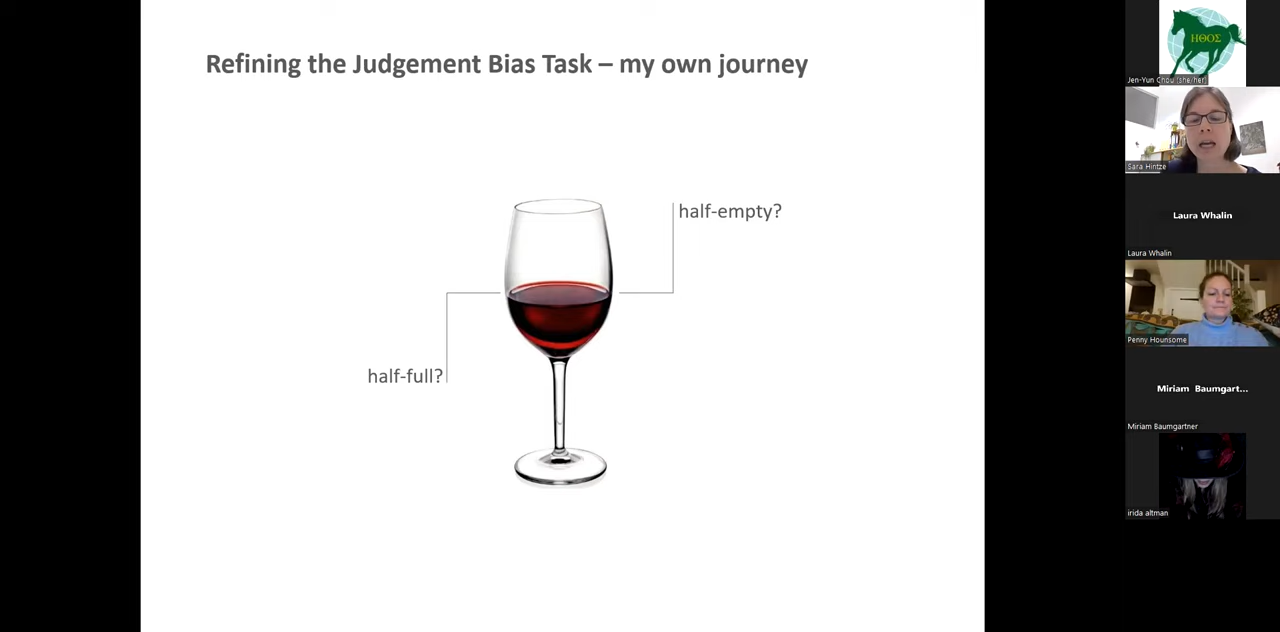 Refining the Judgement Bias Task – my own journey
half-empty?
half-full?
ΗΘΟΣ
Jen-Yun Chou (she/her)
Sara Hintze
Laura Whalin
Laura Whalin
Penny Hounsome
Miriam Baumgart...
Miriam Baumgartner
irida altman